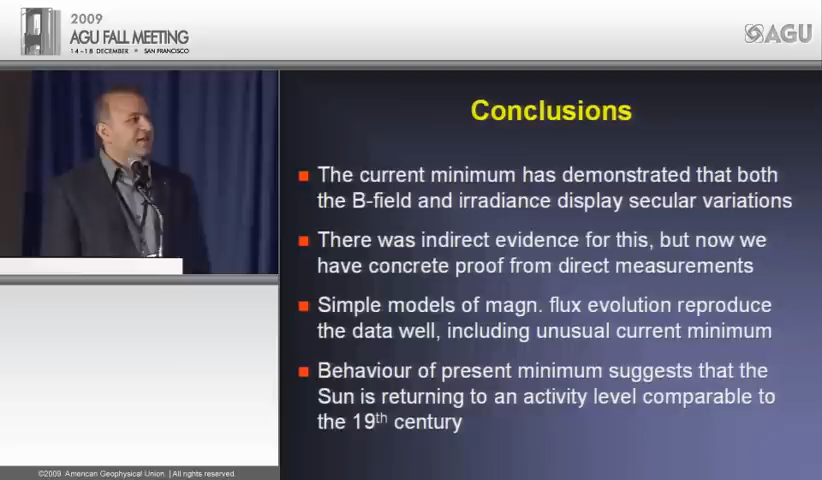 2009
AGU FALL MEETING
14-18 DECEMBER • SAN FRANCISCO
AGU
Conclusions
The current minimum has demonstrated that both
the B-field and irradiance display secular variations
There was indirect evidence for this, but now we
have concrete proof from direct measurements
Simple models of magn. flux evolution reproduce
the data well, including unusual current minimum
Behaviour of present minimum suggests that the
Sun is returning to an activity level comparable to
the 19th century
©2009 American Geophysical Union. | All rights reserved.